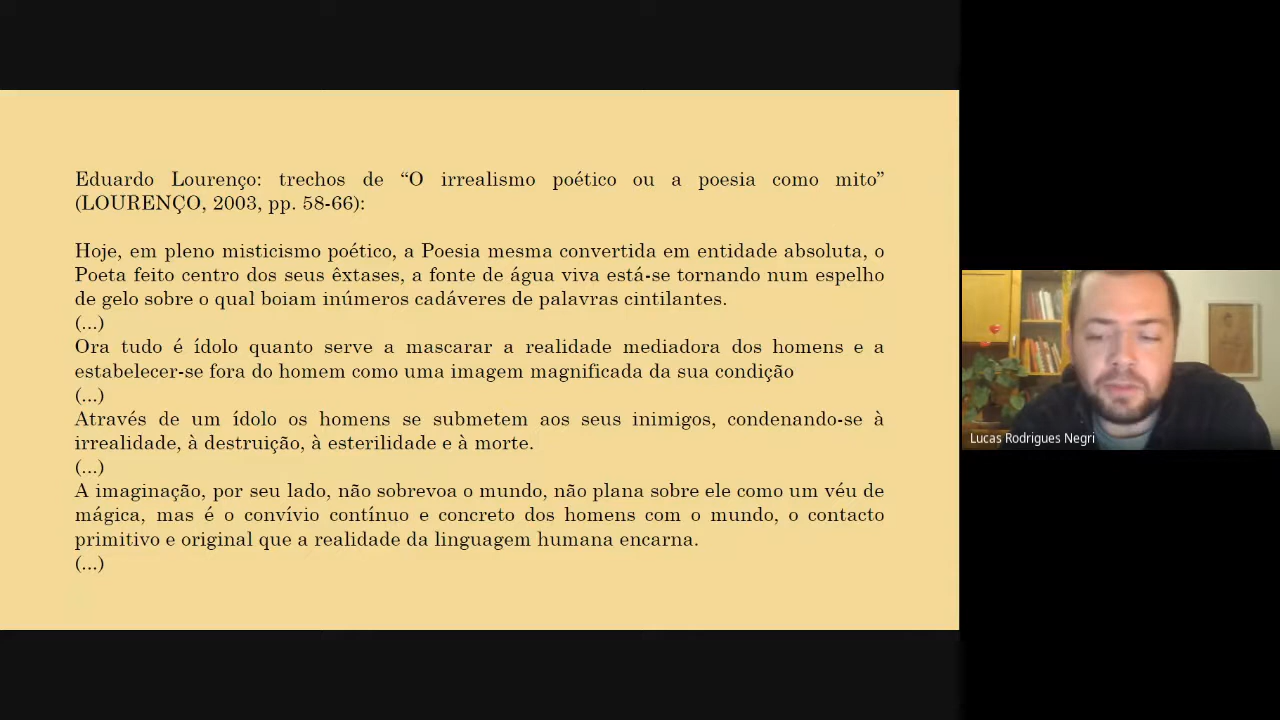 Eduardo Lourenço: trechos de “O irrealismo poético ou a poesia como mito”
(LOURENÇO, 2003, pp. 58-66):
Hoje, em pleno misticismo poético, a Poesia mesma convertida em entidade absoluta, o
Poeta feito centro dos seus êxtases, a fonte de água viva está-se tornando num espelho
de gelo sobre o qual boiam inúmeros cadáveres de palavras cintilantes.
(...)
Ora tudo é ídolo quanto serve a mascarar a realidade mediadora dos homens e a
estabelecer-se fora do homem como uma imagem magnificada da sua condição
(...)
Através de um ídolo os homens se submetem aos seus inimigos, condenando-se à
irrealidade, à destruição, à esterilidade e à morte.
(...)
A imaginação, por seu lado, não sobrevoa o mundo, não plana sobre ele como um véu de
mágica, mas é o convívio contínuo e concreto dos homens com o mundo, o contacto
primitivo e original que a realidade da linguagem humana encarna.
(...)
Lucas Rodrigues Negri